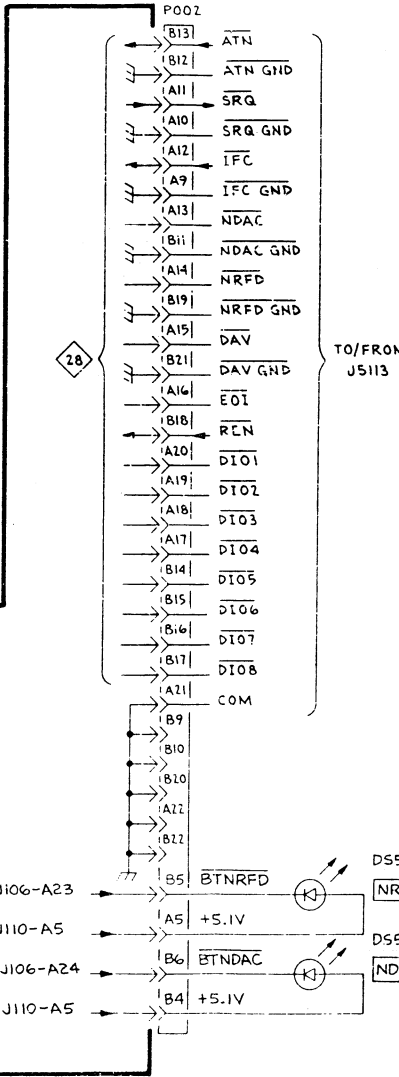 P002
B13 ATN
B12 ATN GND
A11 SRQ
A10 SRQ GND
A12 IFC
A9 IFC GND
A13 NDAC
B11 NDAC GND
A14 NRFD
B19 NRFD GND
A15 DAV
28
B21 DAV GND
TO/FROM
J5113
A16 EOI
B18 REN
A20 DIO1
A19 DIO2
A18 DIO3
A17 DIO4
B14 DIO5
B15 DIO6
B16 DIO7
B17 DIO8
A21 COM
B9
B10
B20
A22
B22
J106-A23 B5 BTNRFD DS5
NR
J110-A5 A5 +5.1V
DS5
J106-A24 B6 BTNDAC ND
J110-A5 B4 +5.1V